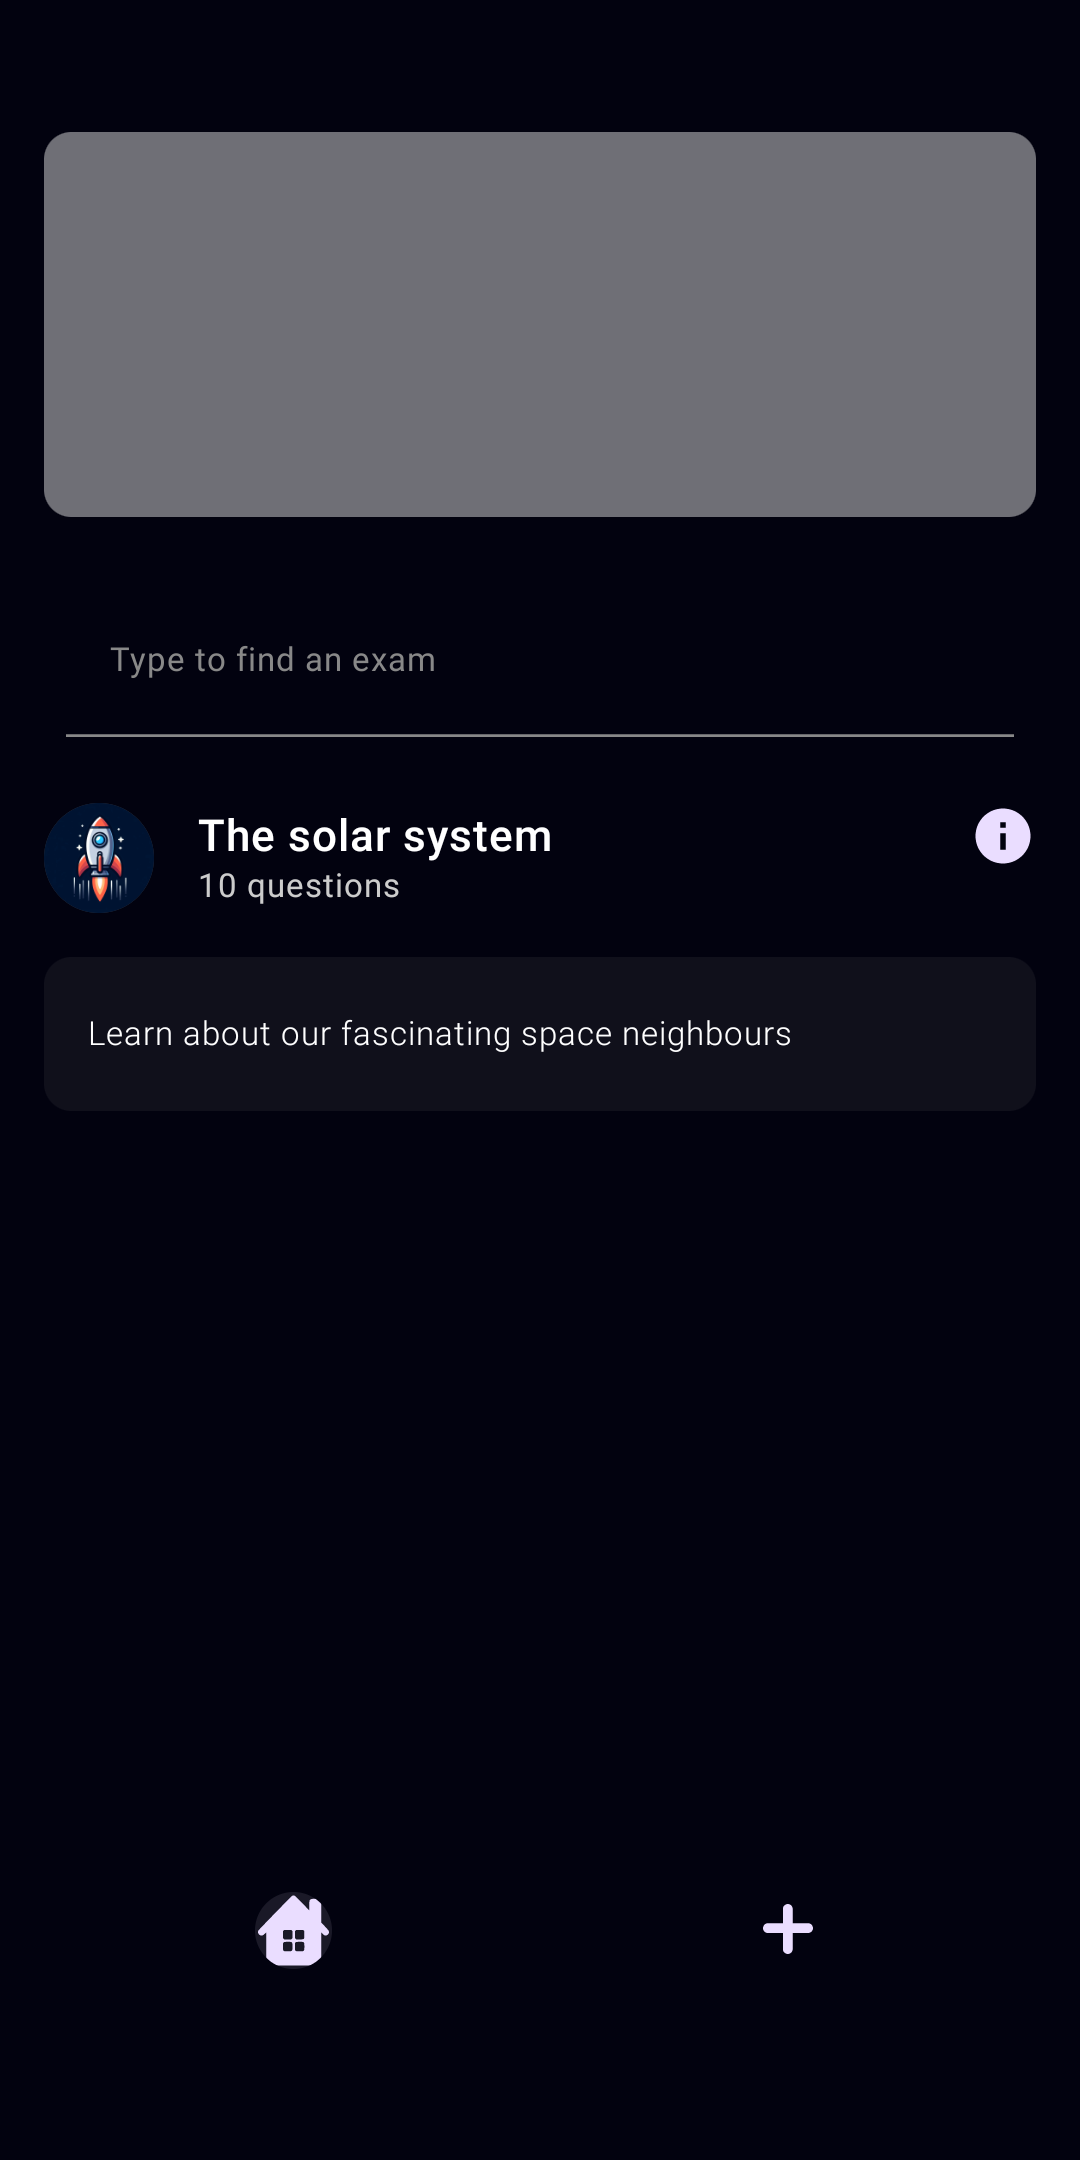 Type to find an exam
The solar system
10 questions
Learn about our fascinating space neighbours